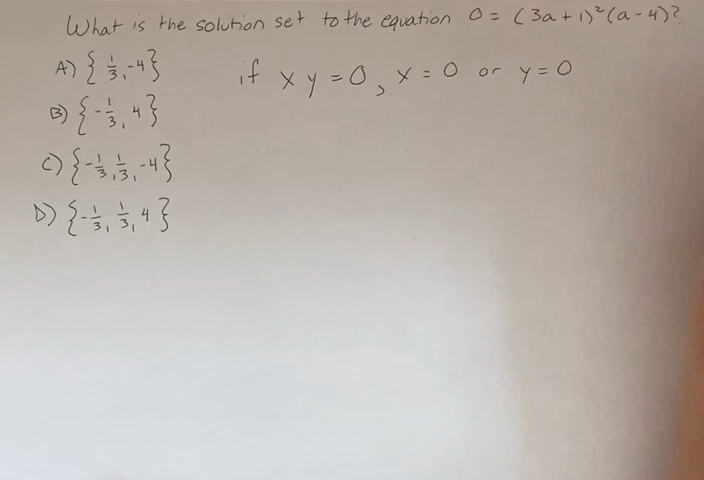 What is the solution set to the equation 0 = (3a + 1)²(a - 4)?
A) {1/3, -4}
if xy = 0, x = 0 or y = 0
B) {-1/3, 4}
C) {-1/3, 1/3, -4}
D) {-1/3, 1/3, 4}